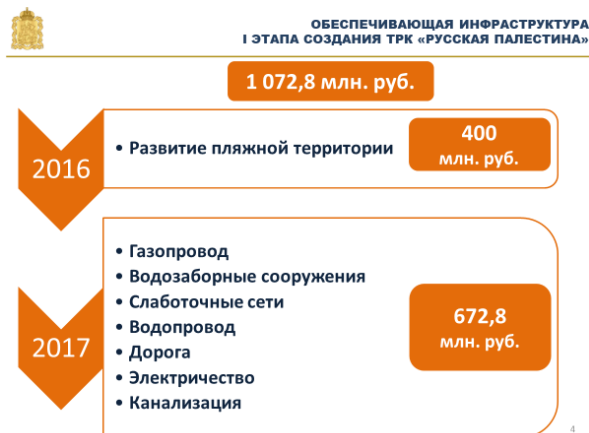 ОБЕСПЕЧИВАЮЩАЯ ИНФРАСТРУКТУРА
I ЭТАПА СОЗДАНИЯ ТРК «РУССКАЯ ПАЛЕСТИНА»
1 072,8 млн. руб.
2016
• Развитие пляжной территории
400
млн. руб.
2017
• Газопровод
• Водозаборные сооружения
• Слаботочные сети
• Водопровод
• Дорога
• Электричество
• Канализация
672,8
млн. руб.
4